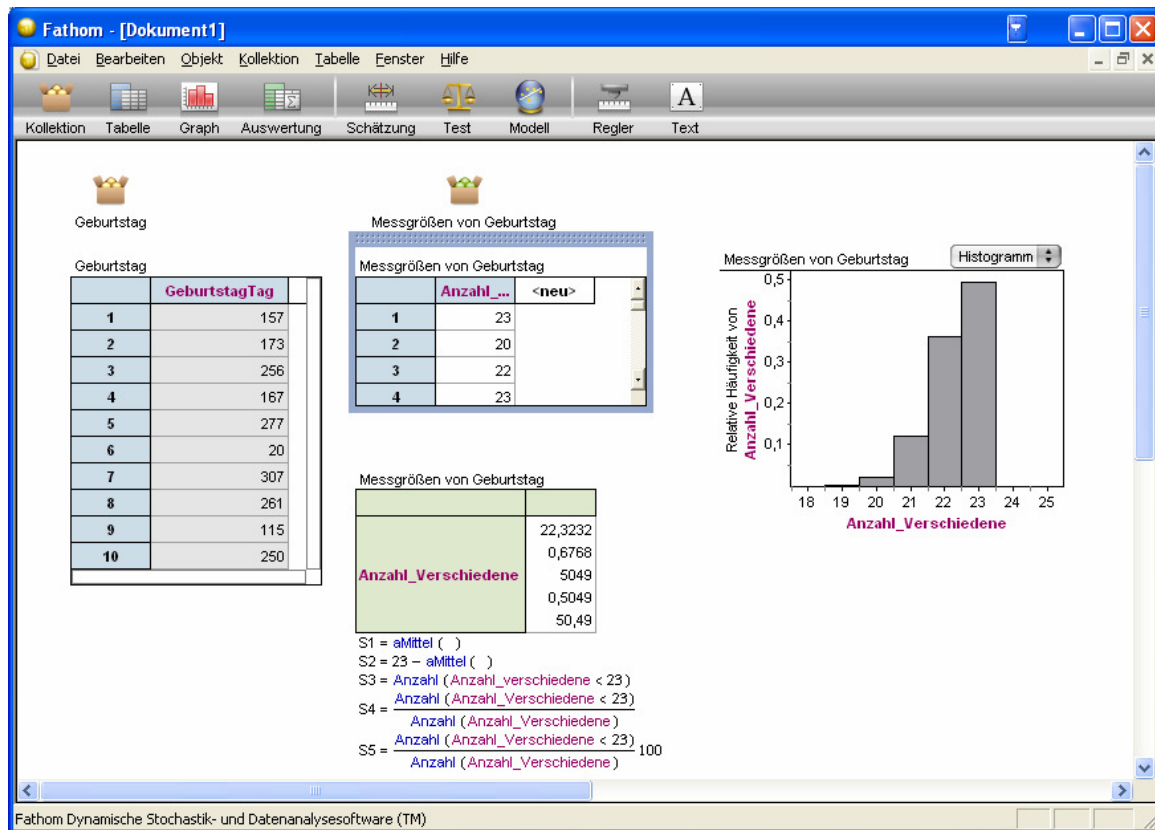 Fathom - [Dokument1]
Datei Bearbeiten Objekt Kollektion Tabelle Fenster Hilfe
Kollektion Tabelle Graph Auswertung Schätzung Test Modell Regler Text
Geburtstag
Messgrößen von Geburtstag
Geburtstag
GeburtstagTag
1 157
2 173
3 256
4 167
5 277
6 20
7 307
8 261
9 115
10 250
Messgrößen von Geburtstag
Anzahl_... <neu>
1 23
2 20
3 22
4 23
Messgrößen von Geburtstag
Anzahl_Verschiedene
22,3232
0,6768
5049
0,5049
50,49
S1 = aMittel ( )
S2 = 23 – aMittel ( )
S3 = Anzahl (Anzahl_verschiedene < 23)
S4 = Anzahl (Anzahl_Verschiedene < 23)
Anzahl (Anzahl_Verschiedene)
S5 = Anzahl (Anzahl_Verschiedene < 23) 100
Anzahl (Anzahl_Verschiedene)
Messgrößen von Geburtstag
Histogramm
Relative Häufigkeit von
Anzahl_Verschiedene
0,5
0,4
0,3
0,2
0,1
18 19 20 21 22 23 24 25
Anzahl_Verschiedene
Fathom Dynamische Stochastik- und Datenanalysesoftware (TM)